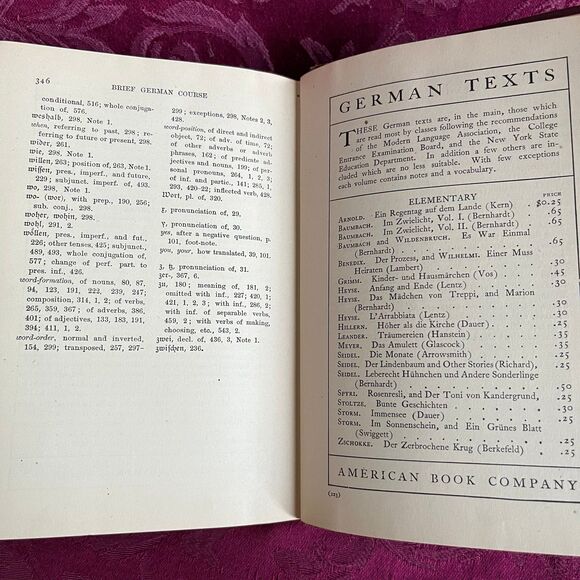 346
BRIEF GERMAN COURSE
conditional, 516; whole conjuga-
tion of, 576.
weshalb, 298, Note 1.
when, referring to past, 298; re-
ferring to future or present, 298.
wider, 261.
wie, 298, Note 1.
willen, 263; position of, 263, Note 1.
wissen, pres., imperf., and future,
229; subjunct. imperf. of, 493.
wo, 298, Note 1.
wo- (wor), with prep., 190, 256;
sub. conj., 298.
woher, wohin, 298.
wohl, 291, 2.
wollen, pres., imperf., and fut.,
226; other tenses, 425; subjunct.,
489, 493; whole conjugation of,
577; change of perf. part. to
pres. inf., 426.
word-formation, of nouns, 80, 87,
94, 123, 191, 222, 239, 247;
composition, 314, 1, 2; of verbs,
265, 359, 367; of adverbs, 386,
401; of adjectives, 133, 183, 191,
394; 411, 1, 2.
word-order, normal and inverted,
154, 299; transposed, 257, 297-
299; exceptions, 298, Notes 2, 3,
428.
word-position, of direct and indirect
object, 72; of adv. of time, 72;
of other adverbs or adverb
phrases, 162; of predicate ad-
jectives and nouns, 199; of per-
sonal pronouns, 264, 1, 2, 3;
of inf. and partic., 141; 285, 1,
293, 420-22; inflected verb, 428.
Wort, pl. of, 320.
x, pronunciation of, 29.
y, pronunciation of, 30.
yes, after a negative question, p.
101, foot-note.
you, your, how translated, 39, 101.
z, tz, pronunciation of, 31.
zer-, 367, 6.
zu, 180; meaning of, 181, 2;
omitted with inf., 227; 420, 1;
421, 1, 2, 3; with inf., 286, 2;
with inf. of separable verbs,
459, 2; with verbs of making,
choosing, etc., 543, 2.
zwei, decl. of, 436, 3, Note 1.
zwischen, 236.
GERMAN TEXTS
THESE German texts are, in the main, those which
are read most by classes following the recommendations
of the Modern Language Association, the College
Entrance Examination Board, and the New York State
Education Department. In addition a few others are in-
cluded which are no less suitable. With few exceptions
each volume contains notes and a vocabulary.
ELEMENTARY PRICE
ARNOLD. Ein Regentag auf dem Lande (Kern) . $0.25
BAUMBACH. Im Zwielicht, Vol. I. (Bernhardt) . .65
BAUMBACH. Im Zwielicht, Vol. II. (Bernhardt) . .65
BAUMBACH and WILDENBRUCH. Es War Einmal
(Bernhardt) . . . .65
BENEDIX. Der Prozess, and WILHELMI. Einer Muss
Heiraten (Lambert) . . . .30
GRIMM. Kinder- und Hausmärchen (Vos) . . .45
HEYSE. Anfang und Ende (Lentz) . . . .30
HEYSE. Das Mädchen von Treppi, and Marion
(Bernhardt) . . . .30
HEYSE. L'Arrabbiata (Lentz) . . . .30
HILLERN. Höher als die Kirche (Dauer) . . .25
LEANDER. Träumereien (Hanstein) . . . .35
MEYER. Das Amulett (Glascock) . . . .35
SEIDEL. Die Monate (Arrowsmith) . . . .25
SEIDEL. Der Lindenbaum and Other Stories (Richard), .25
SEIDEL. Leberecht Hühnchen und Andere Sonderlinge
(Bernhardt) . . . .50
SPYRI. Rosenresli, and Der Toni von Kandergrund, .25
STOLTZE. Bunte Geschichten . . . .30
STORM. Immensee (Dauer) . . . .25
STORM. Im Sonnenschein, and Ein Grünes Blatt
(Swiggett) . . . .25
ZSCHOKKE. Der Zerbrochene Krug (Berkefeld) . .25
AMERICAN BOOK COMPANY
(223)